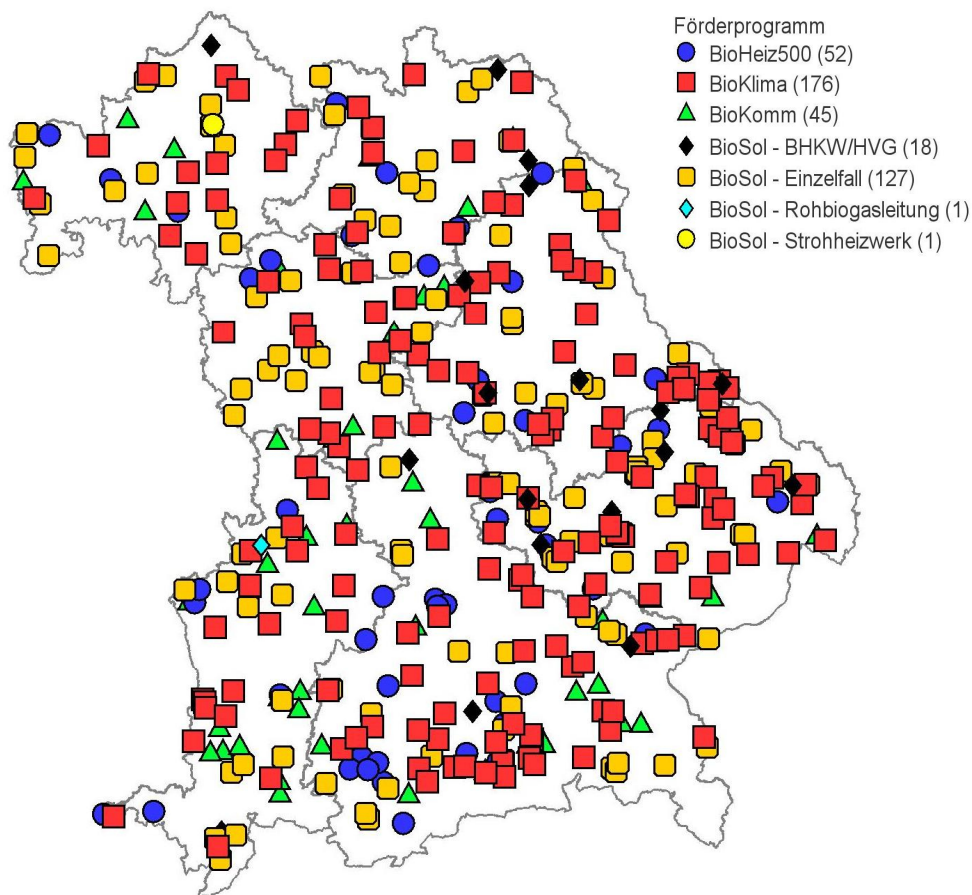 Förderprogramm
BioHeiz500 (52)
BioKlima (176)
BioKomm (45)
BioSol - BHKW/HVG (18)
BioSol - Einzelfall (127)
BioSol - Rohbiogasleitung (1)
BioSol - Strohheizwerk (1)